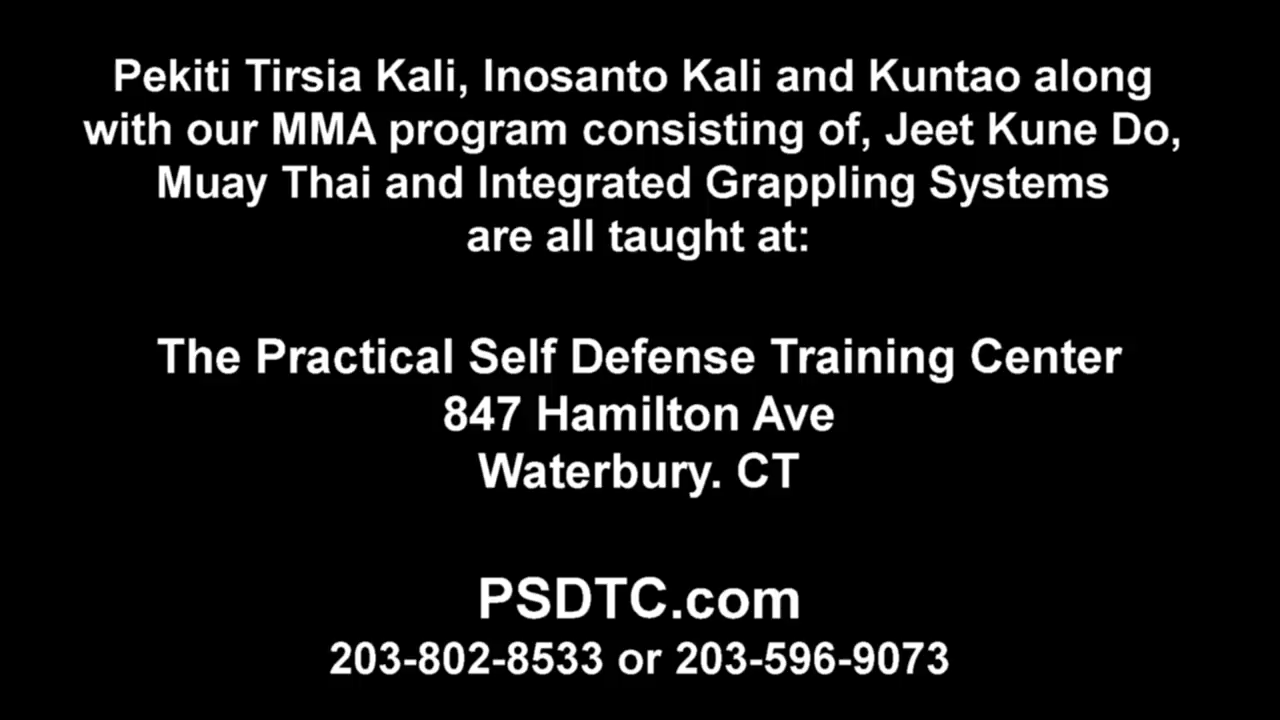 Pekiti Tirsia Kali, Inosanto Kali and Kuntao along
with our MMA program consisting of, Jeet Kune Do,
Muay Thai and Integrated Grappling Systems
are all taught at:
The Practical Self Defense Training Center
847 Hamilton Ave
Waterbury. CT
PSDTC.com
203-802-8533 or 203-596-9073